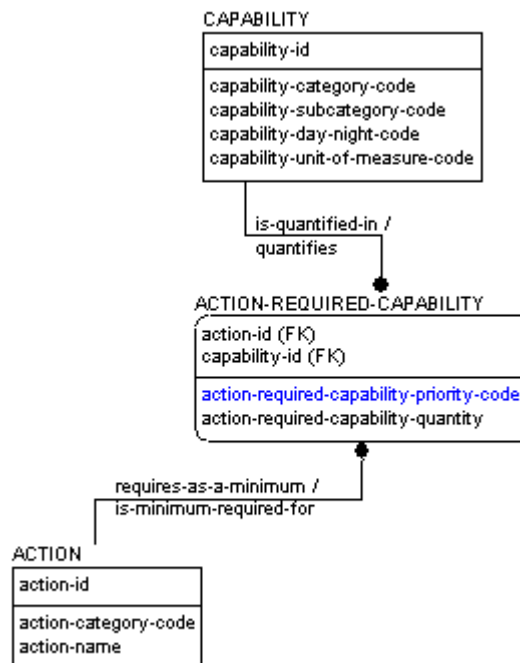 CAPABILITY
capability-id
capability-category-code
capability-subcategory-code
capability-day-night-code
capability-unit-of-measure-code
is-quantified-in /
quantifies
ACTION-REQUIRED-CAPABILITY
action-id (FK)
capability-id (FK)
action-required-capability-priority-code
action-required-capability-quantity
requires-as-a-minimum /
is-minimum-required-for
ACTION
action-id
action-category-code
action-name